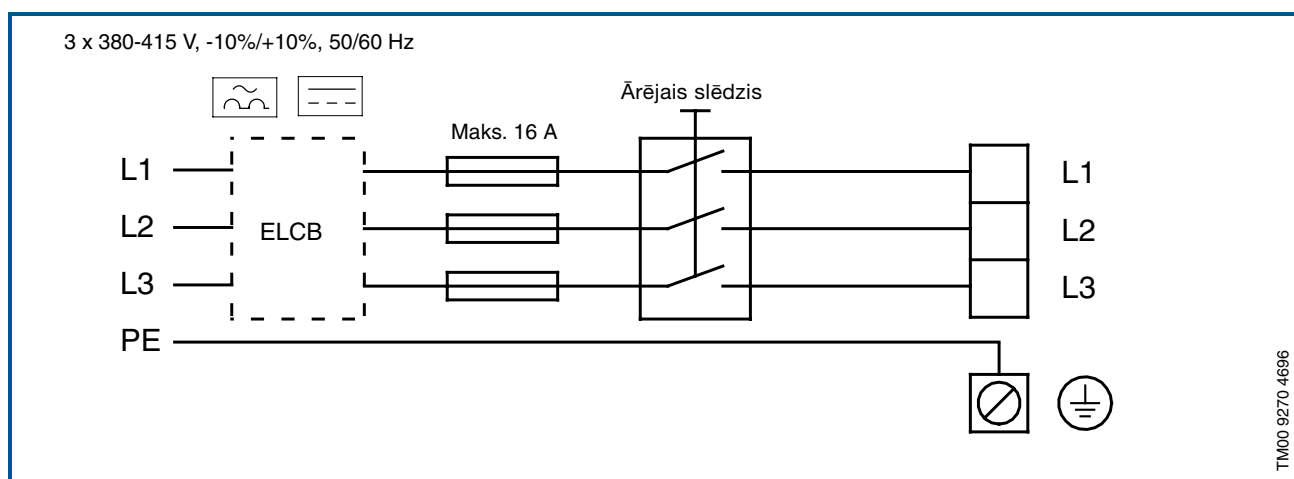 3 x 380-415 V, -10%/+10%, 50/60 Hz
Ārējais slēdzis
Maks. 16 A
L1
L1
L2
ELCB
L2
L3
L3
PE
TM00 9270 4696